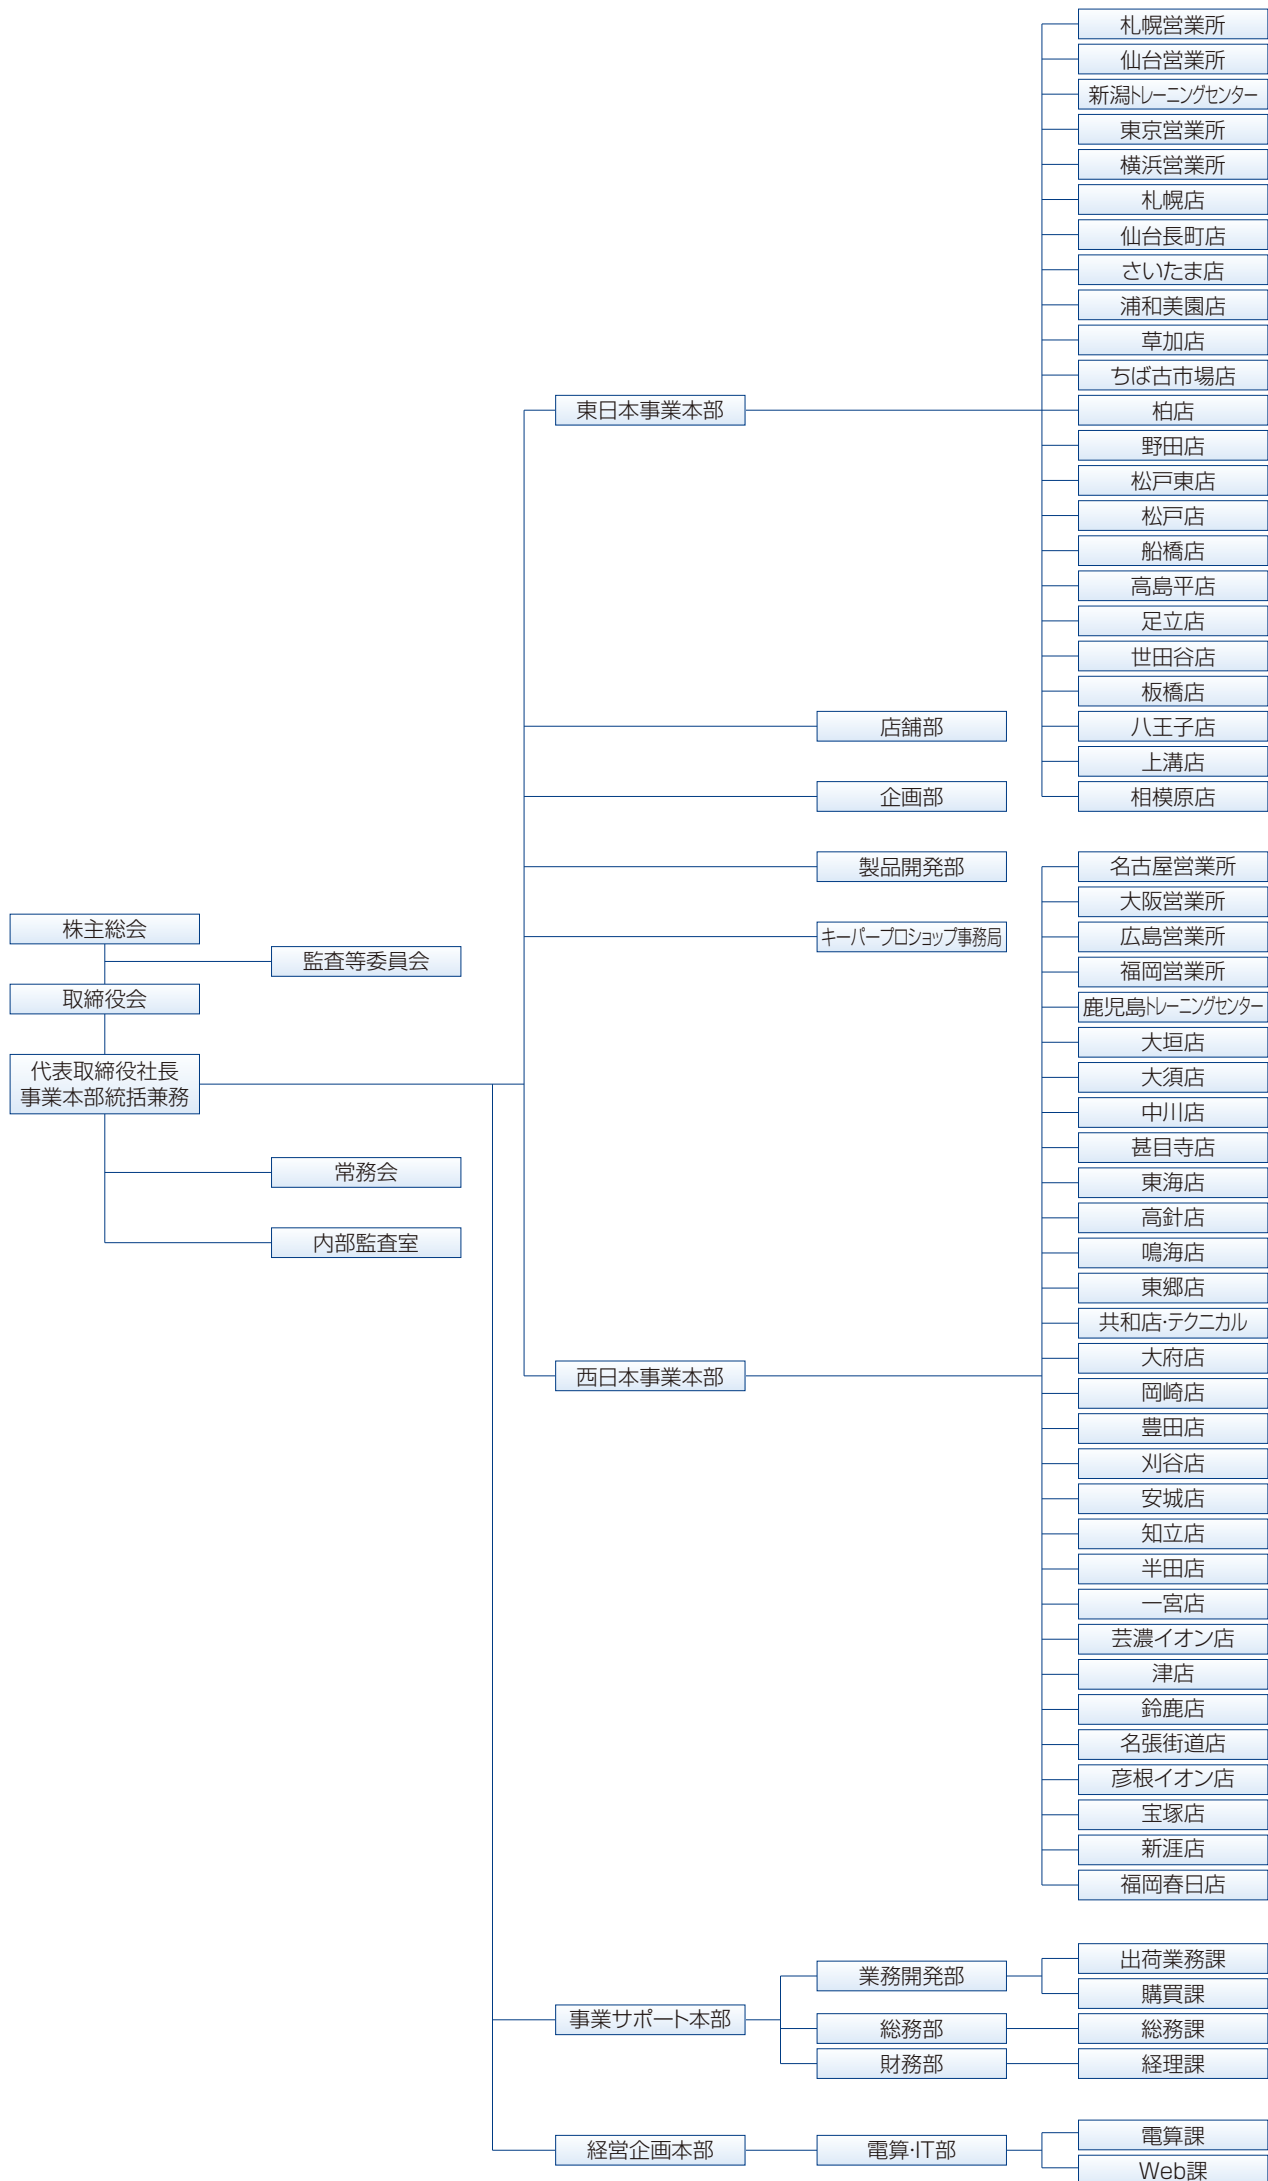 株主総会
監査等委員会
取締役会
代表取締役社長
事業本部統括兼務
常務会
内部監査室
東日本事業本部
札幌営業所
仙台営業所
新潟トレーニングセンター
東京営業所
横浜営業所
札幌店
仙台長町店
さいたま店
浦和美園店
草加店
ちば古市場店
柏店
野田店
松戸東店
松戸店
船橋店
高島平店
足立店
世田谷店
板橋店
八王子店
上溝店
相模原店
店舗部
企画部
製品開発部
キーパープロショップ事務局
西日本事業本部
名古屋営業所
大阪営業所
広島営業所
福岡営業所
鹿児島トレーニングセンター
大垣店
大須店
中川店
甚目寺店
東海店
高針店
鳴海店
東郷店
共和店・テクニカル
大府店
岡崎店
豊田店
刈谷店
安城店
知立店
半田店
一宮店
芸濃イオン店
津店
鈴鹿店
名張街道店
彦根イオン店
宝塚店
新涯店
福岡春日店
事業サポート本部
業務開発部
出荷業務課
購買課
総務部
総務課
財務部
経理課
経営企画本部
電算・IT部
電算課
Web課